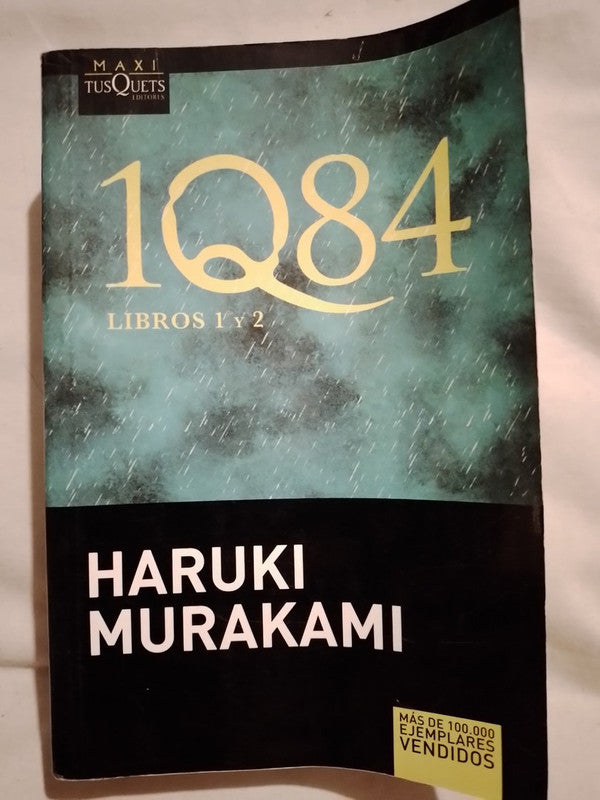 MAXI
TUSQUETS
EDITORES
1Q84
LIBROS 1 Y 2
HARUKI
MURAKAMI
MÁS DE 100.000
EJEMPLARES
VENDIDOS